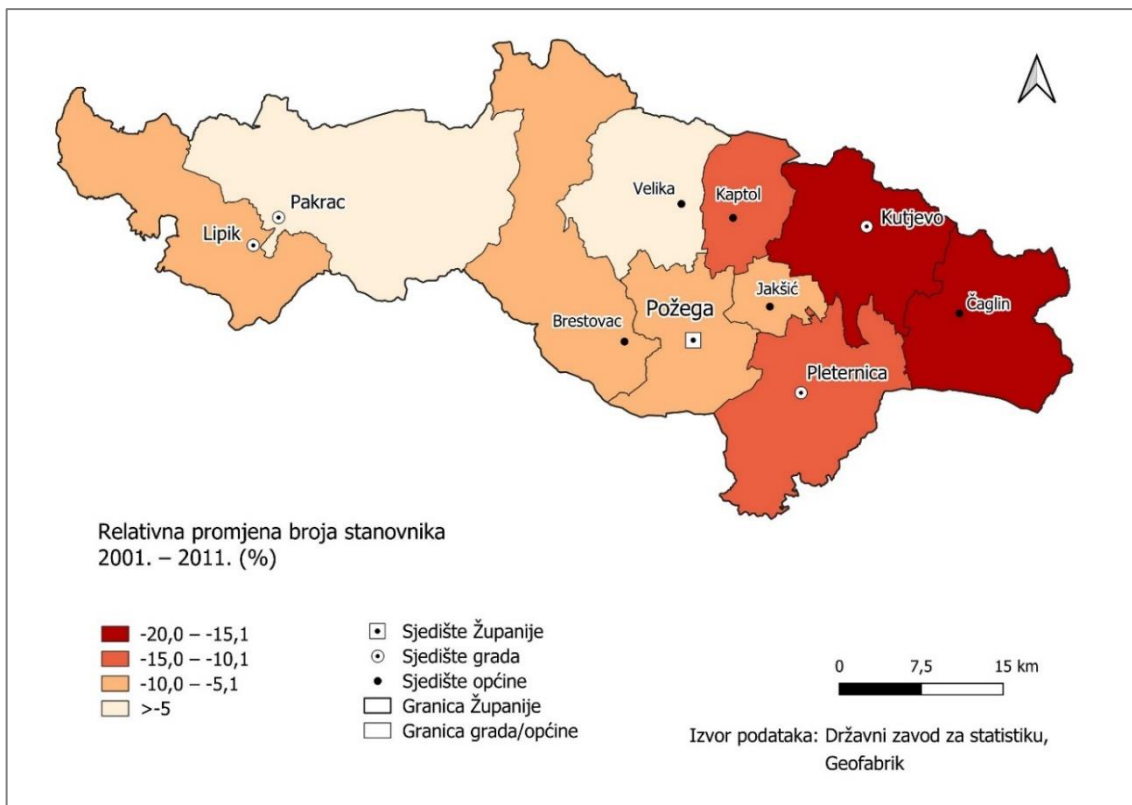 Velika
Kaptol
Pakrac
Kutjevo
Lipik
Jakšić
Čaglin
Požega
Brestovac
Pleternica
Relativna promjena broja stanovnika
2001. – 2011. (%)
-20,0 – -15,1
-15,0 – -10,1
-10,0 – -5,1
>-5
Sjedište Županije
Sjedište grada
Sjedište općine
Granica Županije
Granica grada/općine
0 7,5 15 km
Izvor podataka: Državni zavod za statistiku,
Geofabrik